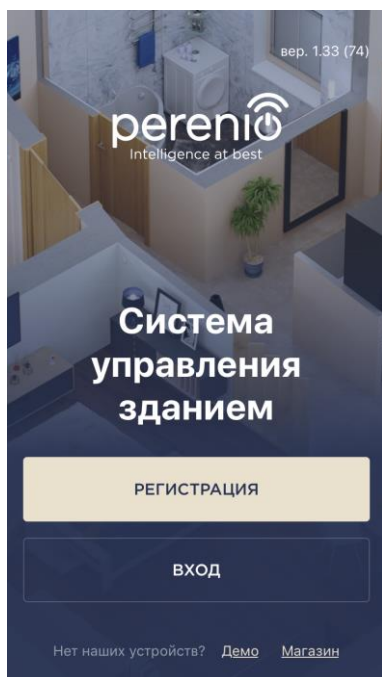 вер. 1.33 (74)
perenio
Intelligence at best
Система
управления
зданием
РЕГИСТРАЦИЯ
ВХОД
Нет наших устройств? Демо Магазин